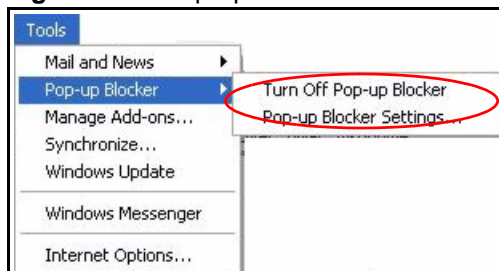 Tools
Mail and News
Pop-up Blocker
Turn Off Pop-up Blocker
Manage Add-ons...
Pop-up Blocker Settings...
Synchronize...
Windows Update
Windows Messenger
Internet Options...